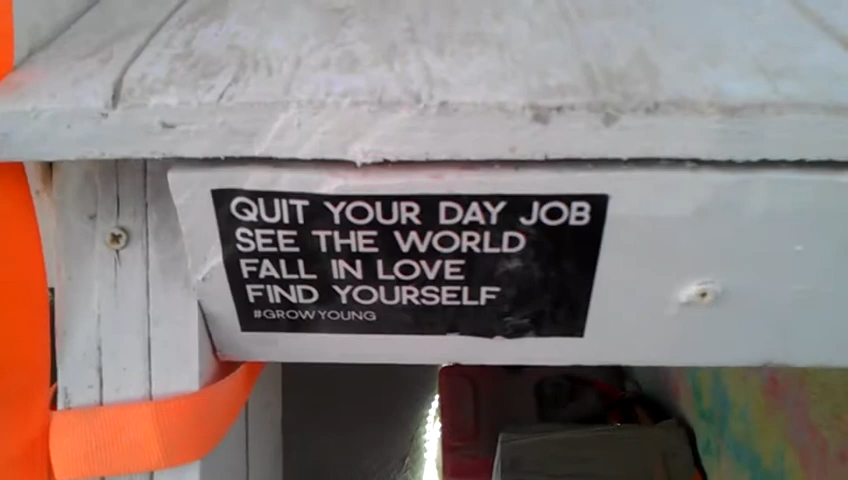 QUIT YOUR DAY JOB
SEE THE WORLD
FALL IN LOVE
FIND YOURSELF
#GROWYOUNG